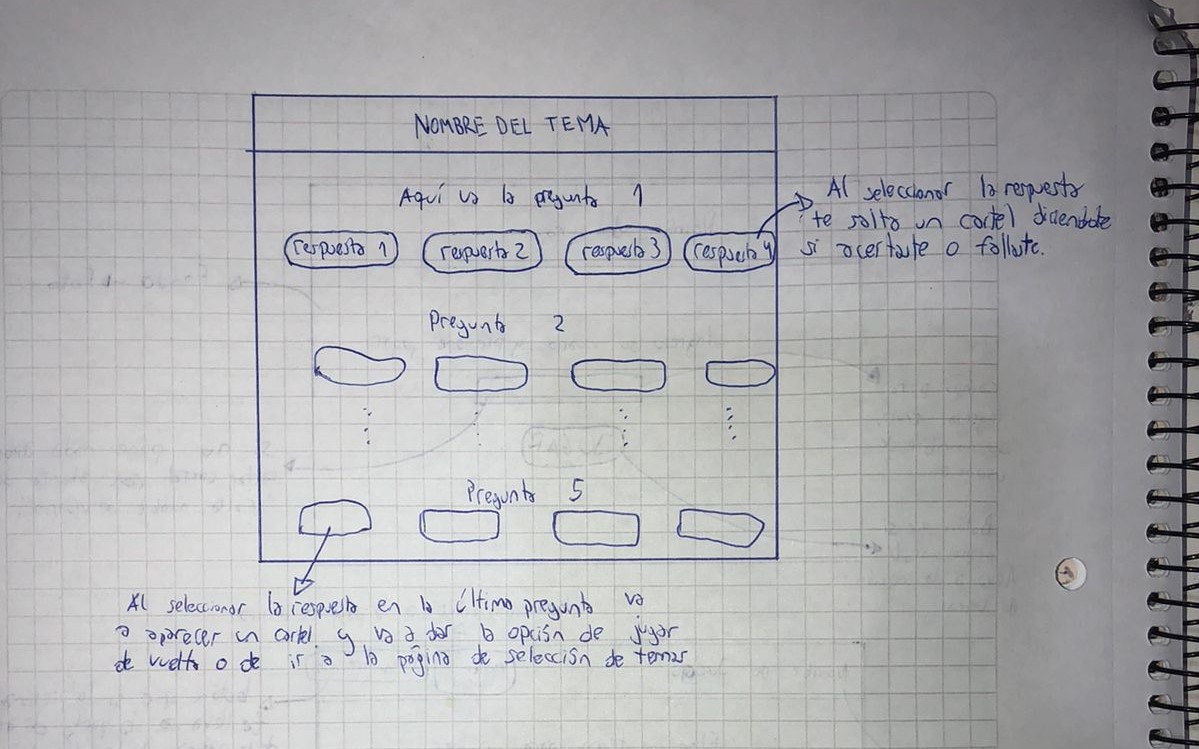 NOMBRE DEL TEMA
Aquí va la pregunta 1
respuesta 1
respuesta 2
respuesta 3
respuesta 4
Al seleccionar la respuesta
te salta un cartel diciendote
si acertaste o fallaste.
Pregunta 2
Pregunta 5
Al seleccionar la respuesta en la última pregunta va
a aparecer un cartel y va a dar la opción de jugar
de vuelta o de ir a la página de selección de temas